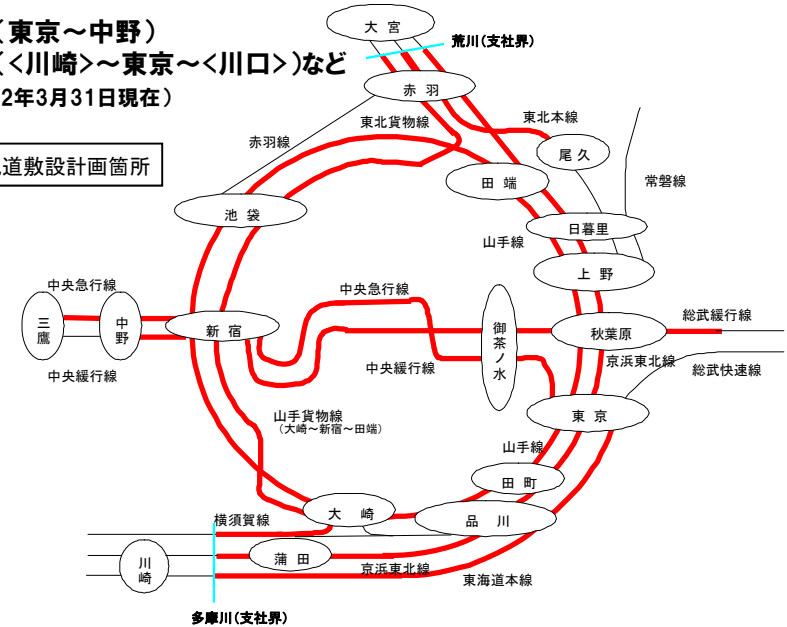 (東京～中野)
(<川崎>～東京～<川口>)など
2年3月31日現在)
道敷設計画箇所
大宮
荒川(支社界)
赤羽
東北貨物線
東北本線
赤羽線
尾久
田端
常磐線
池袋
日暮里
山手線
上野
中央急行線
中央急行線
三鷹
中野
新宿
御茶ノ水
秋葉原
総武緩行線
京浜東北線
中央緩行線
中央緩行線
総武快速線
東京
山手貨物線
(大崎～新宿～田端)
山手線
田町
大崎
品川
横須賀線
蒲田
川崎
京浜東北線
東海道本線
多摩川(支社界)